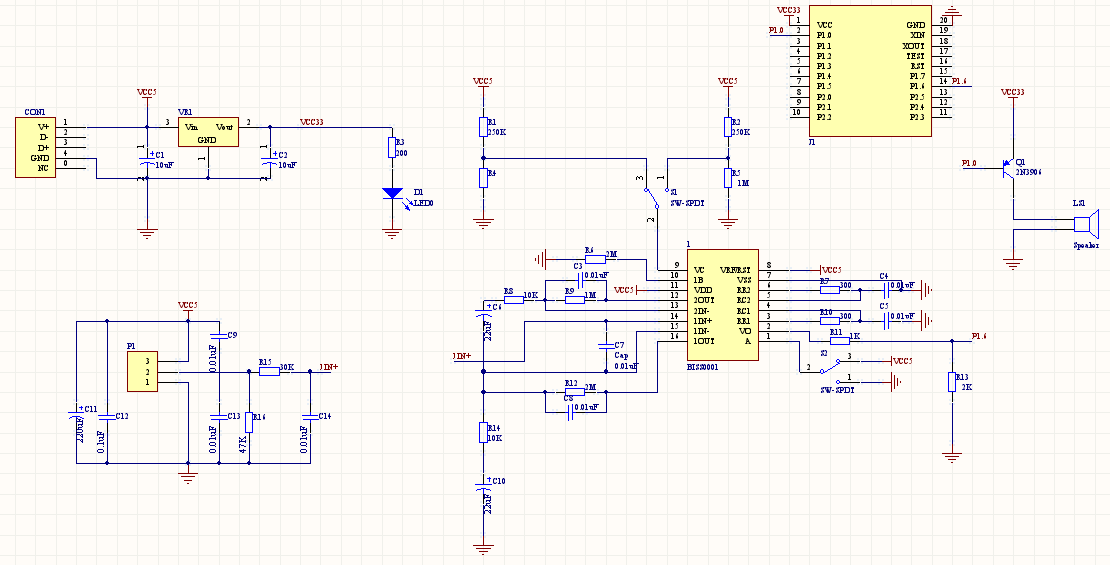 CON1
V+
D-
D+
GND
NC
1
2
3
4
0
VCC5
3
VR1
Vin
Vout
GND
2
1
VCC33
C1
10uF
1
2
C2
10uF
1
2
R3
200
D1
LED0
VCC5
R1
250K
R4
VCC5
R2
250K
R5
1M
3
1
S1
SW-SPDT
2
VCC33
P1.0
1
2
3
4
5
6
7
8
9
10
VCC
P1.0
P1.1
P1.2
P1.3
P1.4
P1.5
P2.0
P2.1
P2.2
GND
XIN
XOUT
TEST
RST
P1.7
P1.6
P2.5
P2.4
P2.3
20
19
18
17
16
15
14
13
12
11
P1.6
J1
VCC33
P1.0
Q1
2N3906
LS1
Speaker
R6
2M
C3
0.01uF
VCC5
R8
10K
R9
1M
C6
22uF
1IN+
C7
Cap
0.01uF
R12
2M
C8
0.01uF
R14
10K
C10
22uF
1
9
10
11
12
13
14
15
16
VC
1B
VDD
2OUT
2IN-
1IN+
1IN-
1OUT
VRF/RST
VSS
RR2
RC2
RC1
RR1
VO
A
8
7
6
5
4
3
2
1
BISS0001
VCC5
R7
300
C4
0.01uF
R10
300
C5
0.01uF
R11
1K
P1.6
S2
2
3
1
VCC5
SW-SPDT
R13
2K
VCC5
P1
3
2
1
C9
0.01uF
R15
30K
1IN+
C11
220uF
C12
0.1uF
C13
0.01uF
R16
47K
C14
0.01uF